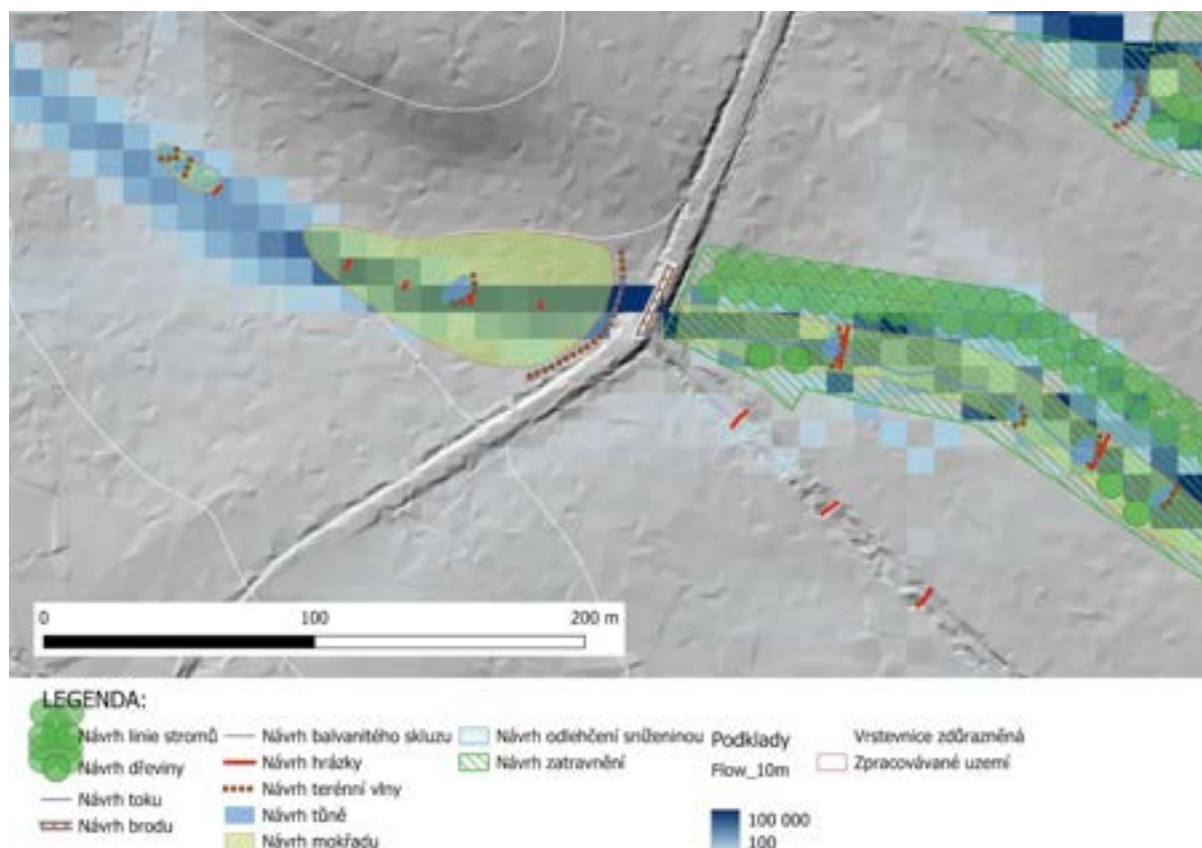 0 100 200 m
LEGENDA:
Návrh linie stromů
Návrh dřeviny
Návrh toku
Návrh brodu
Návrh balvanitého skluzu
Návrh hrázky
Návrh terénní vlny
Návrh tůně
Návrh mokřadu
Návrh odlehčení sníženinou
Návrh zatravnění
Podklady
Flow_10m
100 000
100
Vrstevnice zdůrazněná
Zpracovávané uzemí